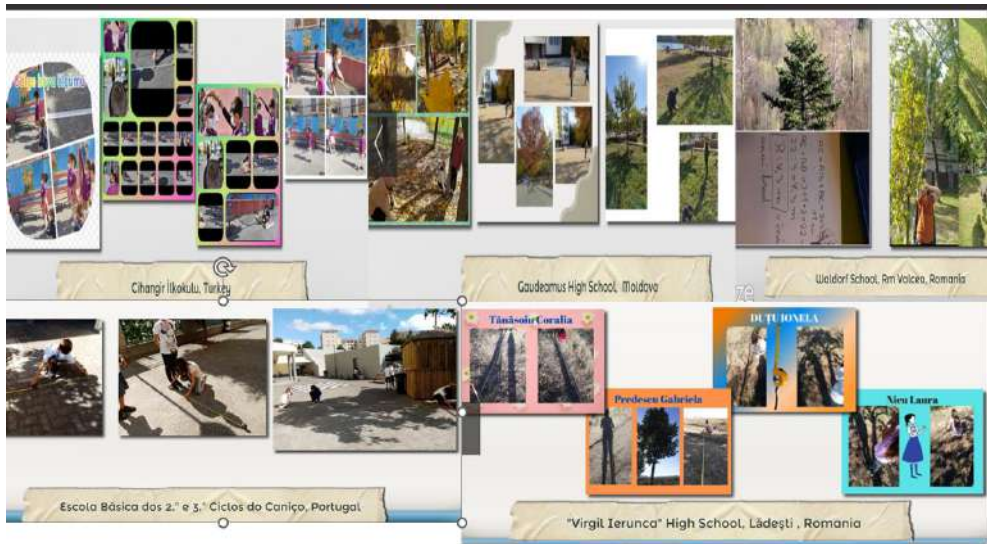 Cihangir İlkokulu, Turkey
Gaudeamus High School, Moldova
Waldorf School, Rm Valcea, Romania
Tănăsoiu Coralia
DUȚU IONELA
Predescu Gabriela
Nicu Laura
Escola Básica dos 2.° e 3.° Ciclos do Caniço, Portugal
"Virgil Ierunca" High School, Lădești , Romania